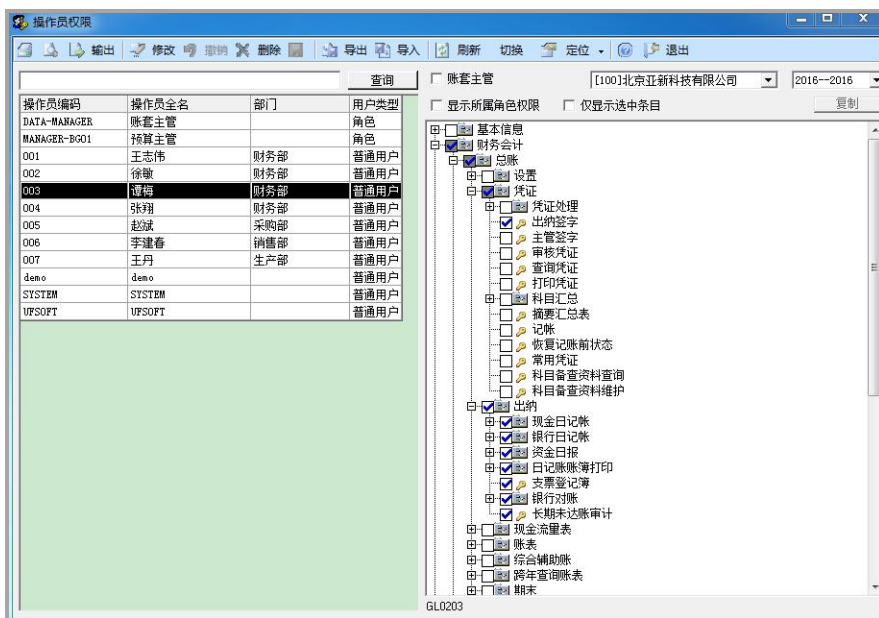 操作员权限
输出 修改 撤销 删除 导出 导入 刷新 切换 定位 退出
查询 账套主管 [100]北京亚新科技有限公司 2016--2016
显示所属角色权限 仅显示选中条目 复制
操作员编码 操作员全名 部门 用户类型
DATA-MANAGER 账套主管 角色
MANAGER-BG01 预算主管 角色
001 王志伟 财务部 普通用户
002 徐敏 财务部 普通用户
003 谭梅 财务部 普通用户
004 张翔 财务部 普通用户
005 赵斌 采购部 普通用户
006 李建春 销售部 普通用户
007 王丹 生产部 普通用户
demo demo 普通用户
SYSTEM SYSTEM 普通用户
UFSOFT UFSOFT 普通用户
基本信息
财务会计
总账
设置
凭证
凭证处理
出纳签字
主管签字
审核凭证
查询凭证
打印凭证
科目汇总
摘要汇总表
记帐
恢复记账前状态
常用凭证
科目备查资料查询
科目备查资料维护
出纳
现金日记帐
银行日记帐
资金日报
日记账账簿打印
支票登记簿
银行对账
长期未达账审计
现金流量表
账表
综合辅助账
跨年查询账表
期末
GL0203